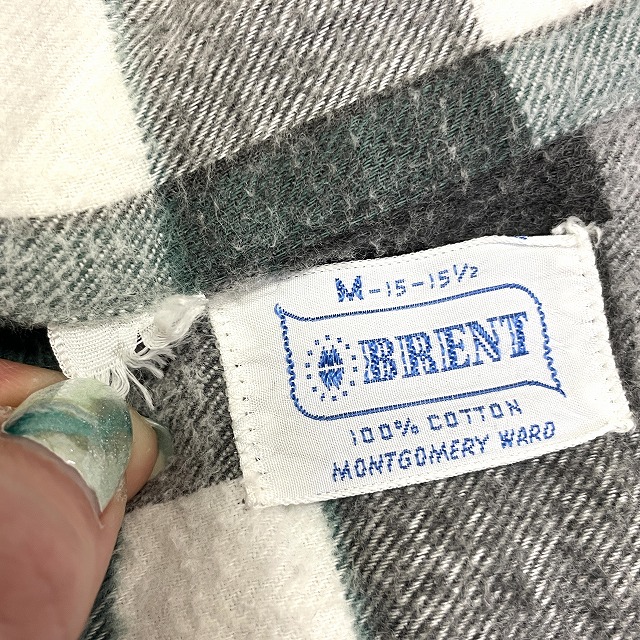 M-15-15½
BRENT
100% COTTON
MONTGOMERY WARD